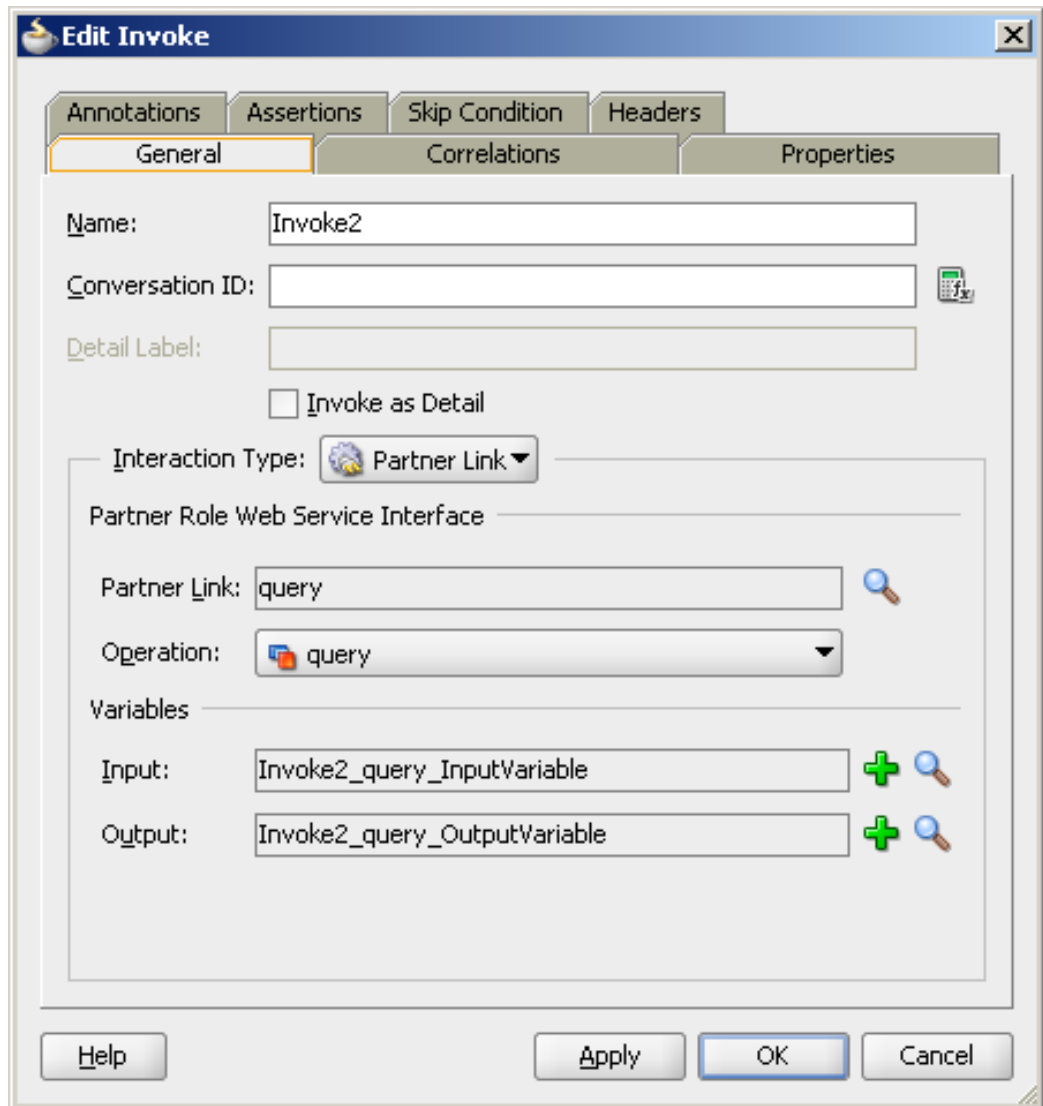 Edit Invoke
Annotations Assertions Skip Condition Headers
General Correlations Properties
Name: Invoke2
Conversation ID:
Detail Label:
Invoke as Detail
Interaction Type: Partner Link
Partner Role Web Service Interface
Partner Link: query
Operation: query
Variables
Input: Invoke2_query_InputVariable
Output: Invoke2_query_OutputVariable
Help Apply OK Cancel